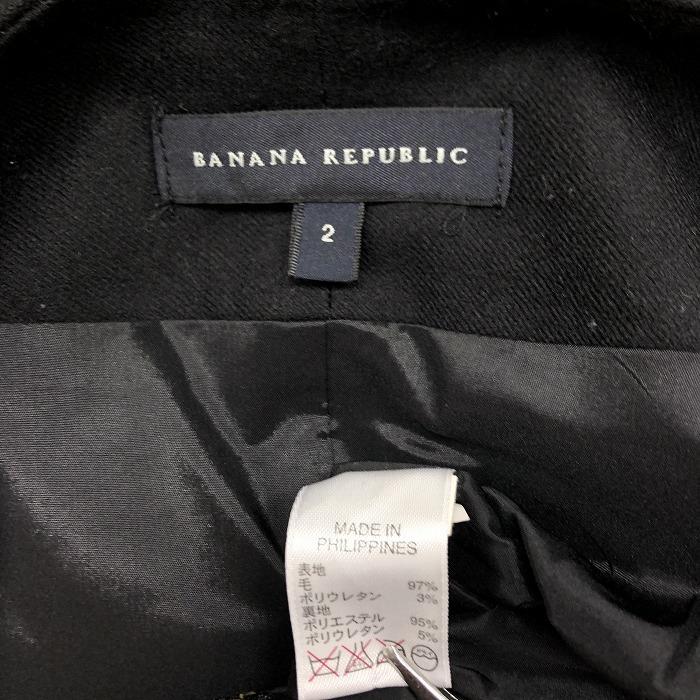 BANANA REPUBLIC
2
MADE IN
PHILIPPINES
表地
毛 97%
ポリウレタン 3%
裏地
ポリエステル 95%
ポリウレタン 5%